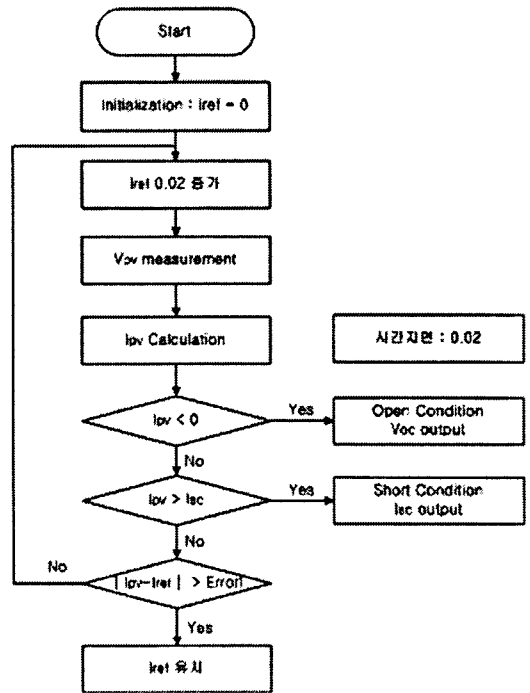 Start
Initialization : Iref = 0
Iref 0.02 증가
Vpv measurement
Ipv Calculation
시간지연 : 0.02
Ipv < 0
Yes
Open Condition
Voc output
No
Ipv > Isc
Yes
Short Condition
Isc output
No
No
| Ipv-Iref | > Error
Yes
Iref 유지